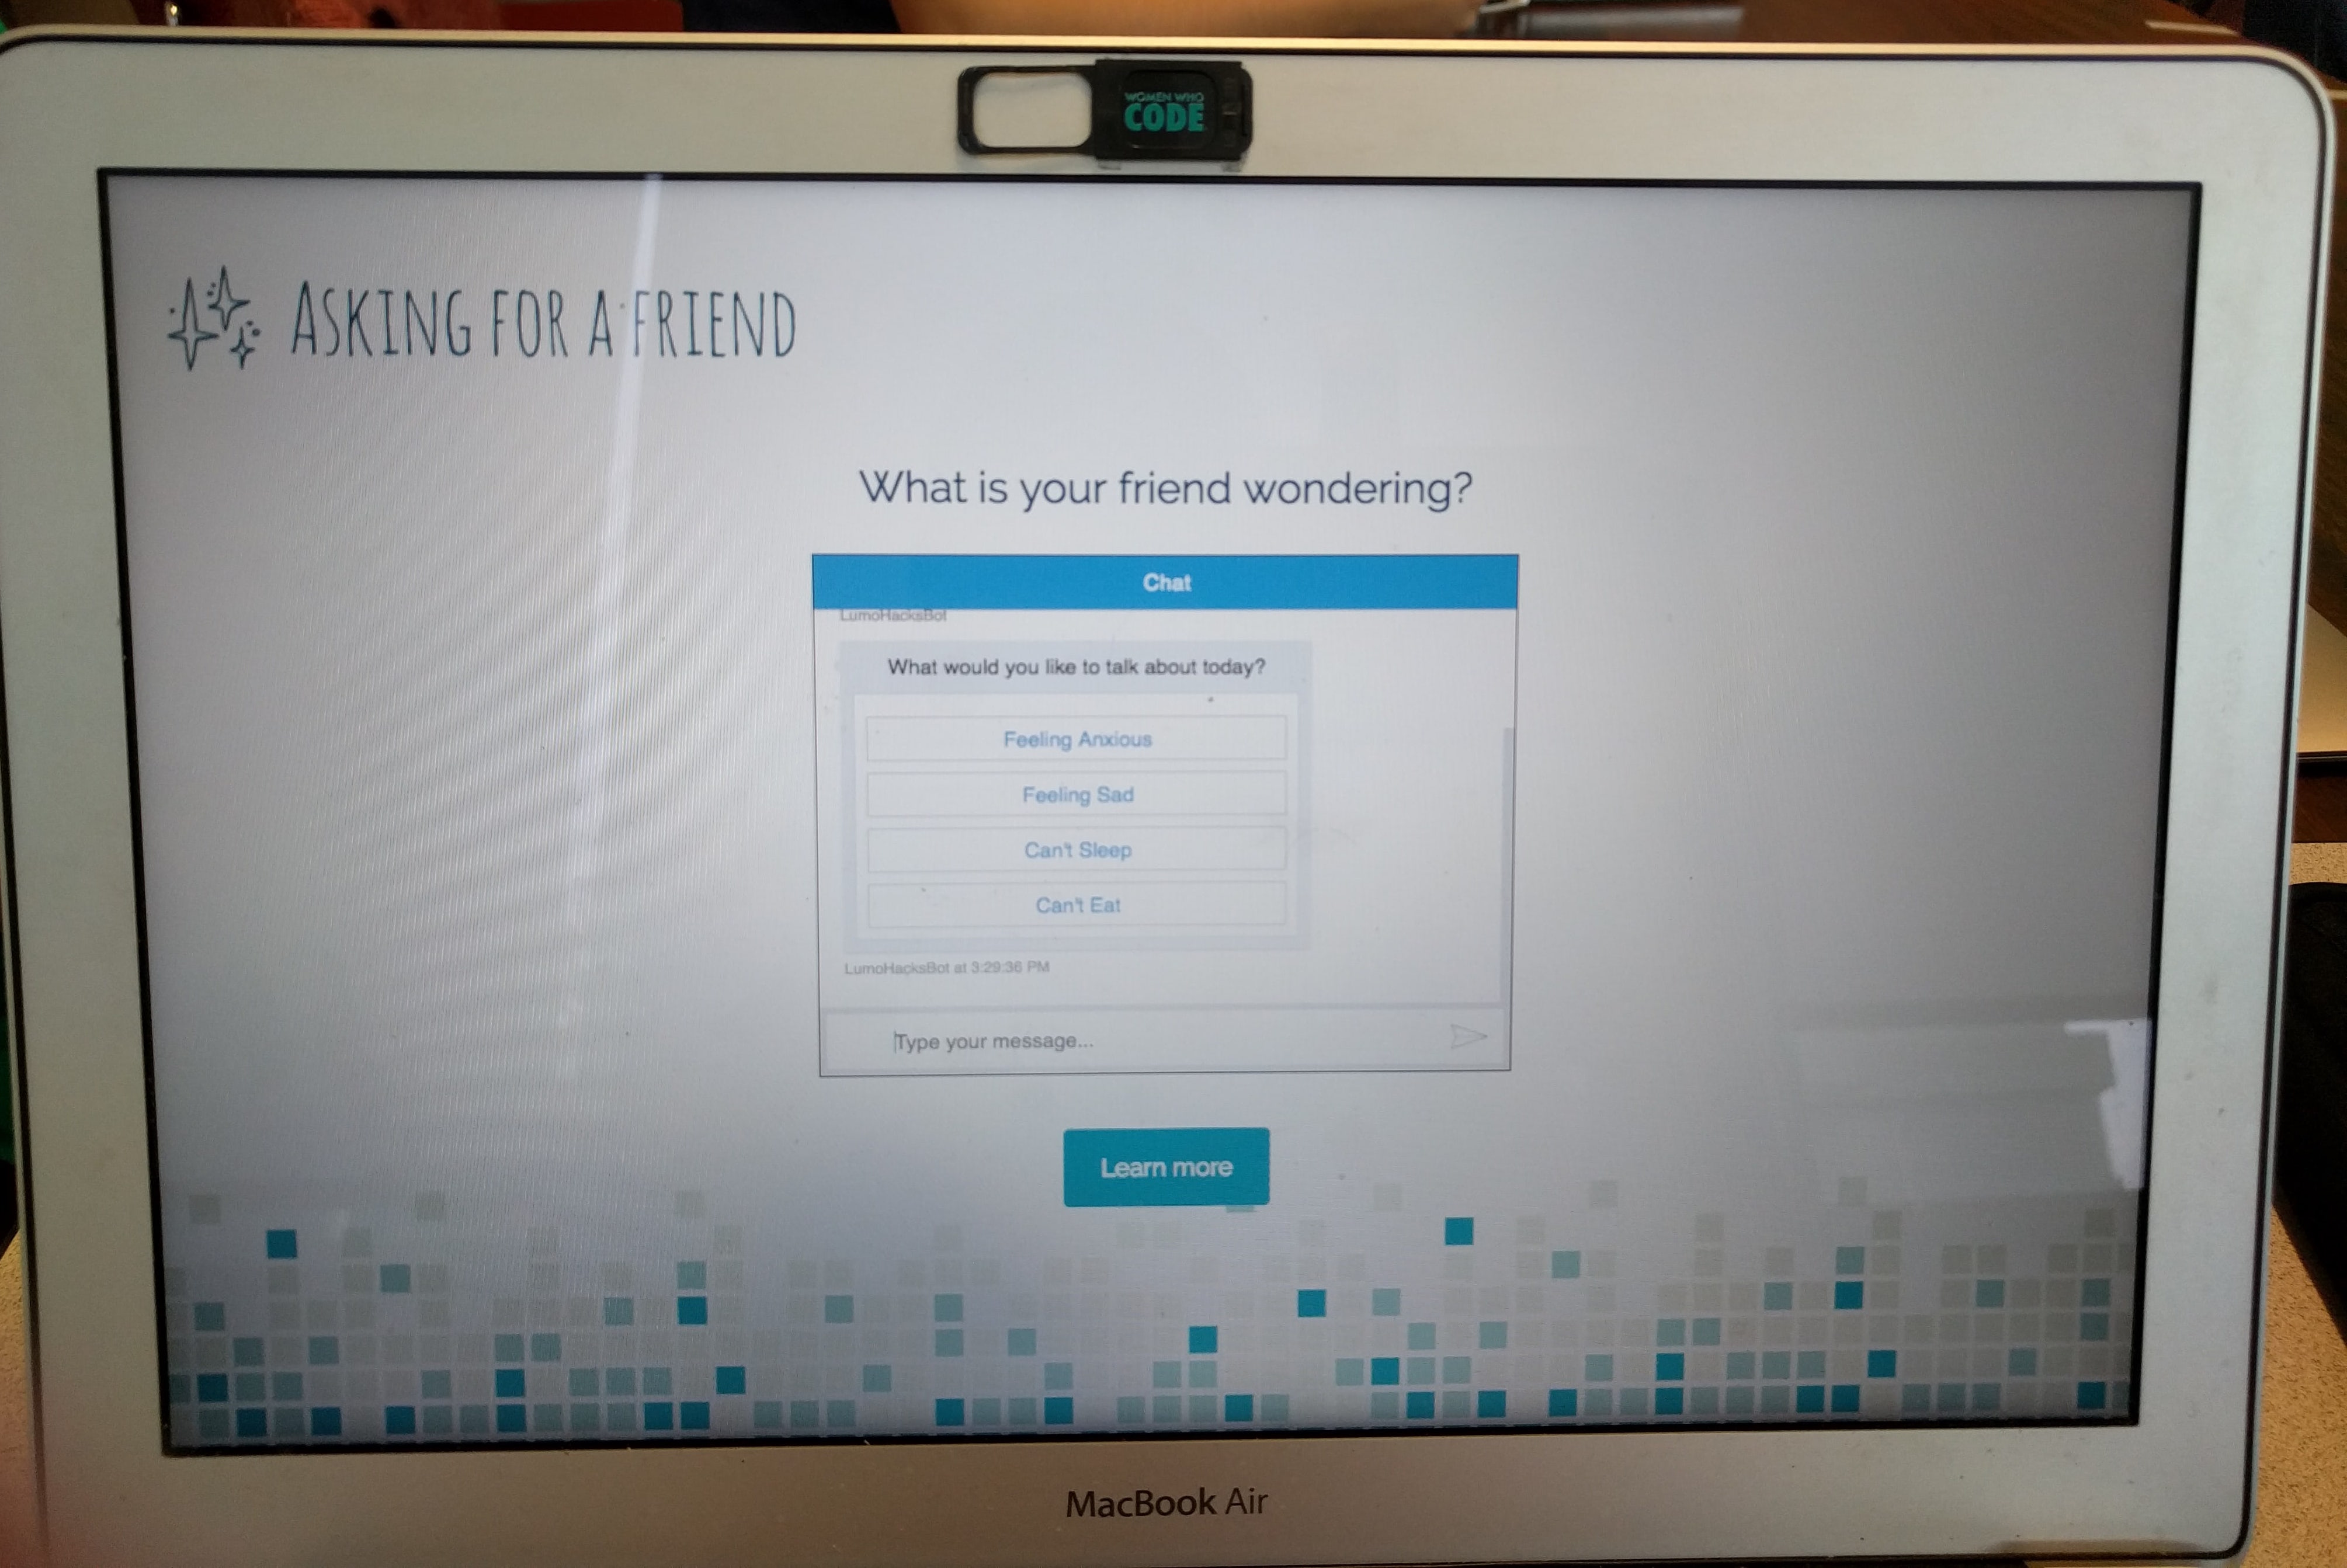 WOMEN WHO
CODE
ASKING FOR A FRIEND
What is your friend wondering?
Chat
LumoHacksBot
What would you like to talk about today?
Feeling Anxious
Feeling Sad
Can't Sleep
Can't Eat
LumoHacksBot at 3:29:36 PM
Type your message...
Learn more
MacBook Air